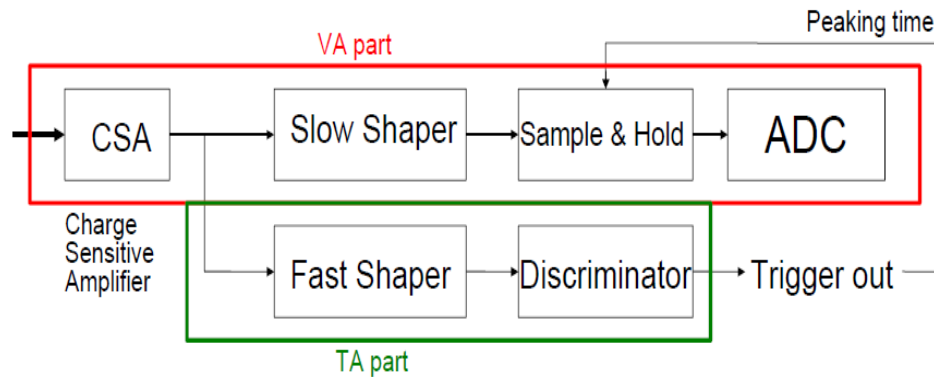 Peaking time
VA part
CSA
Slow Shaper
Sample & Hold
ADC
Charge
Sensitive
Amplifier
Fast Shaper
Discriminator
Trigger out
TA part